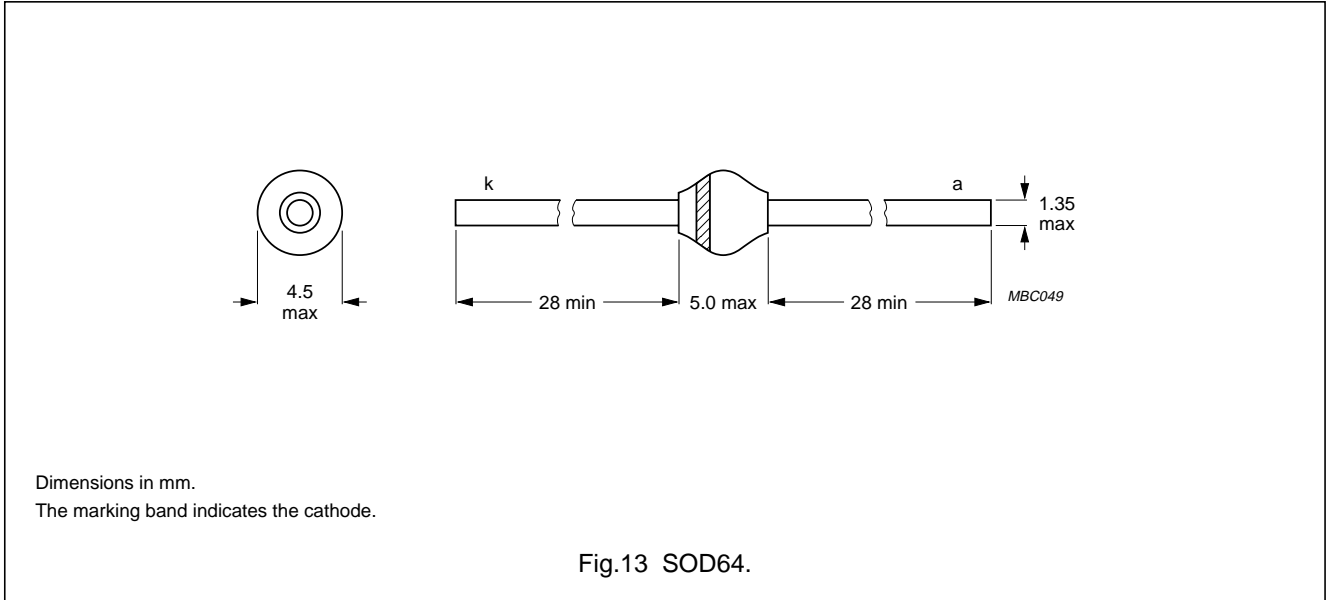 k
a
1.35
max
4.5
max
28 min
5.0 max
28 min
MBC049
Dimensions in mm.
The marking band indicates the cathode.
Fig.13 SOD64.